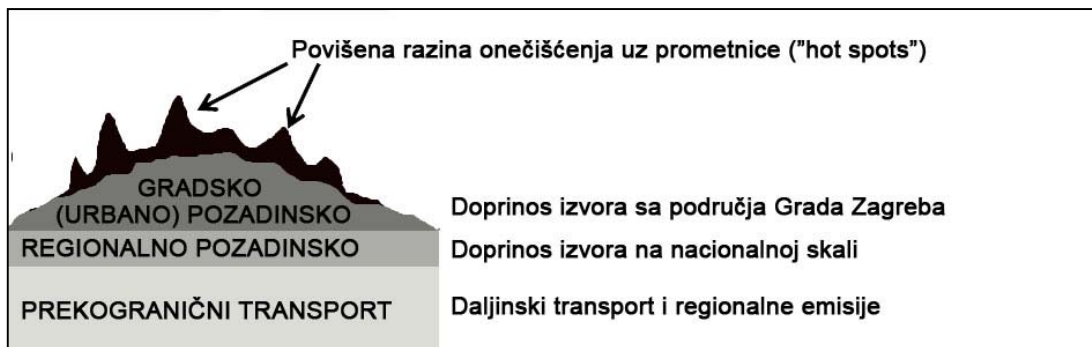 Povišena razina onečišćenja uz prometnice ("hot spots")
GRADSKO
(URBANO) POZADINSKO
Doprinos izvora sa područja Grada Zagreba
REGIONALNO POZADINSKO
Doprinos izvora na nacionalnoj skali
PREKOGRANIČNI TRANSPORT
Daljinski transport i regionalne emisije